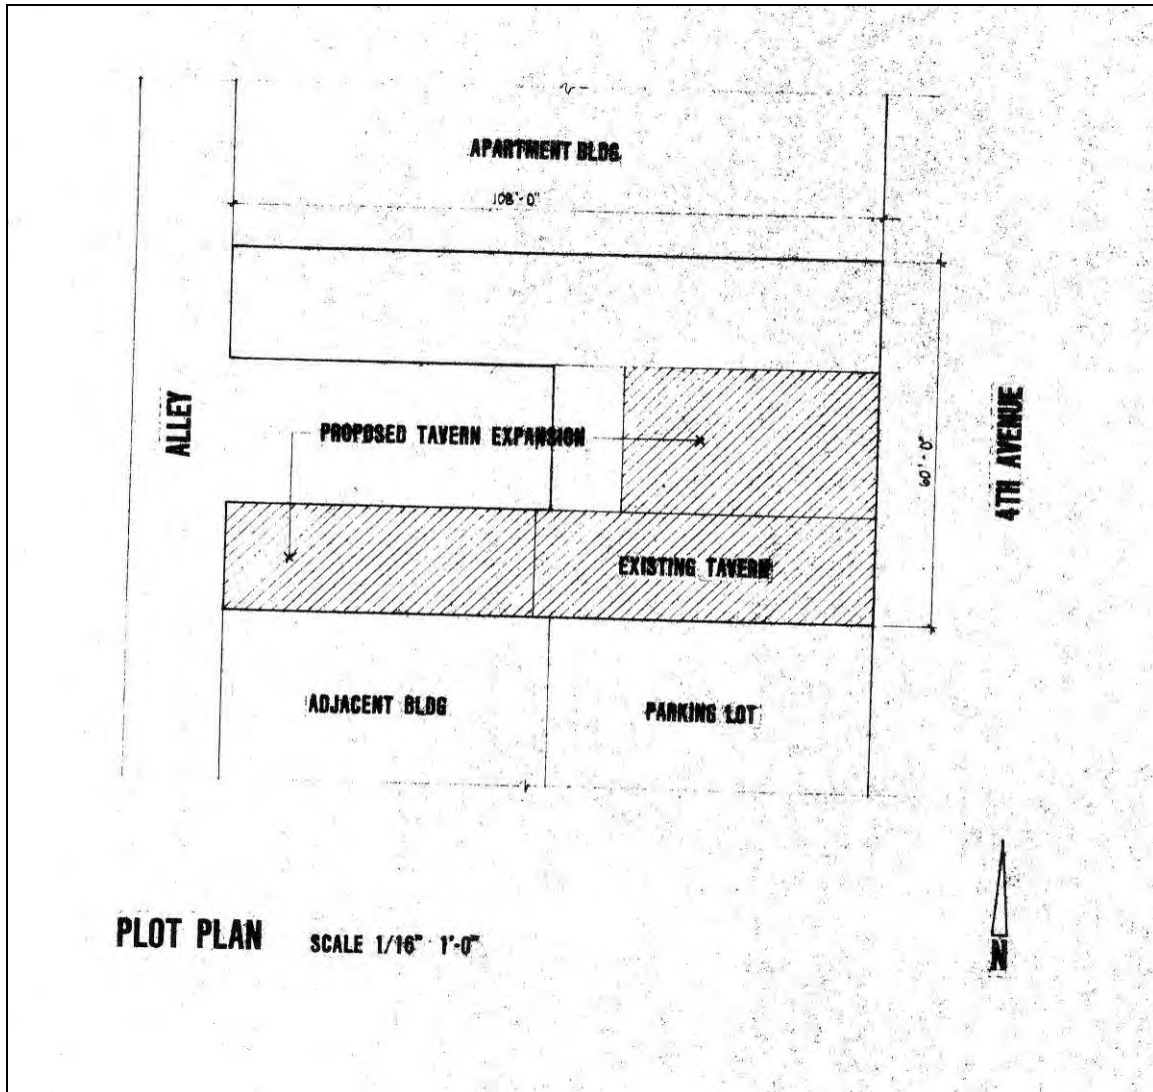 APARTMENT BLDG.
108'-0"
ALLEY
PROPOSED TAVERN EXPANSION
60'-0"
4TH AVENUE
EXISTING TAVERN
ADJACENT BLDG
PARKING LOT
PLOT PLAN
SCALE 1/16" 1'-0"
N